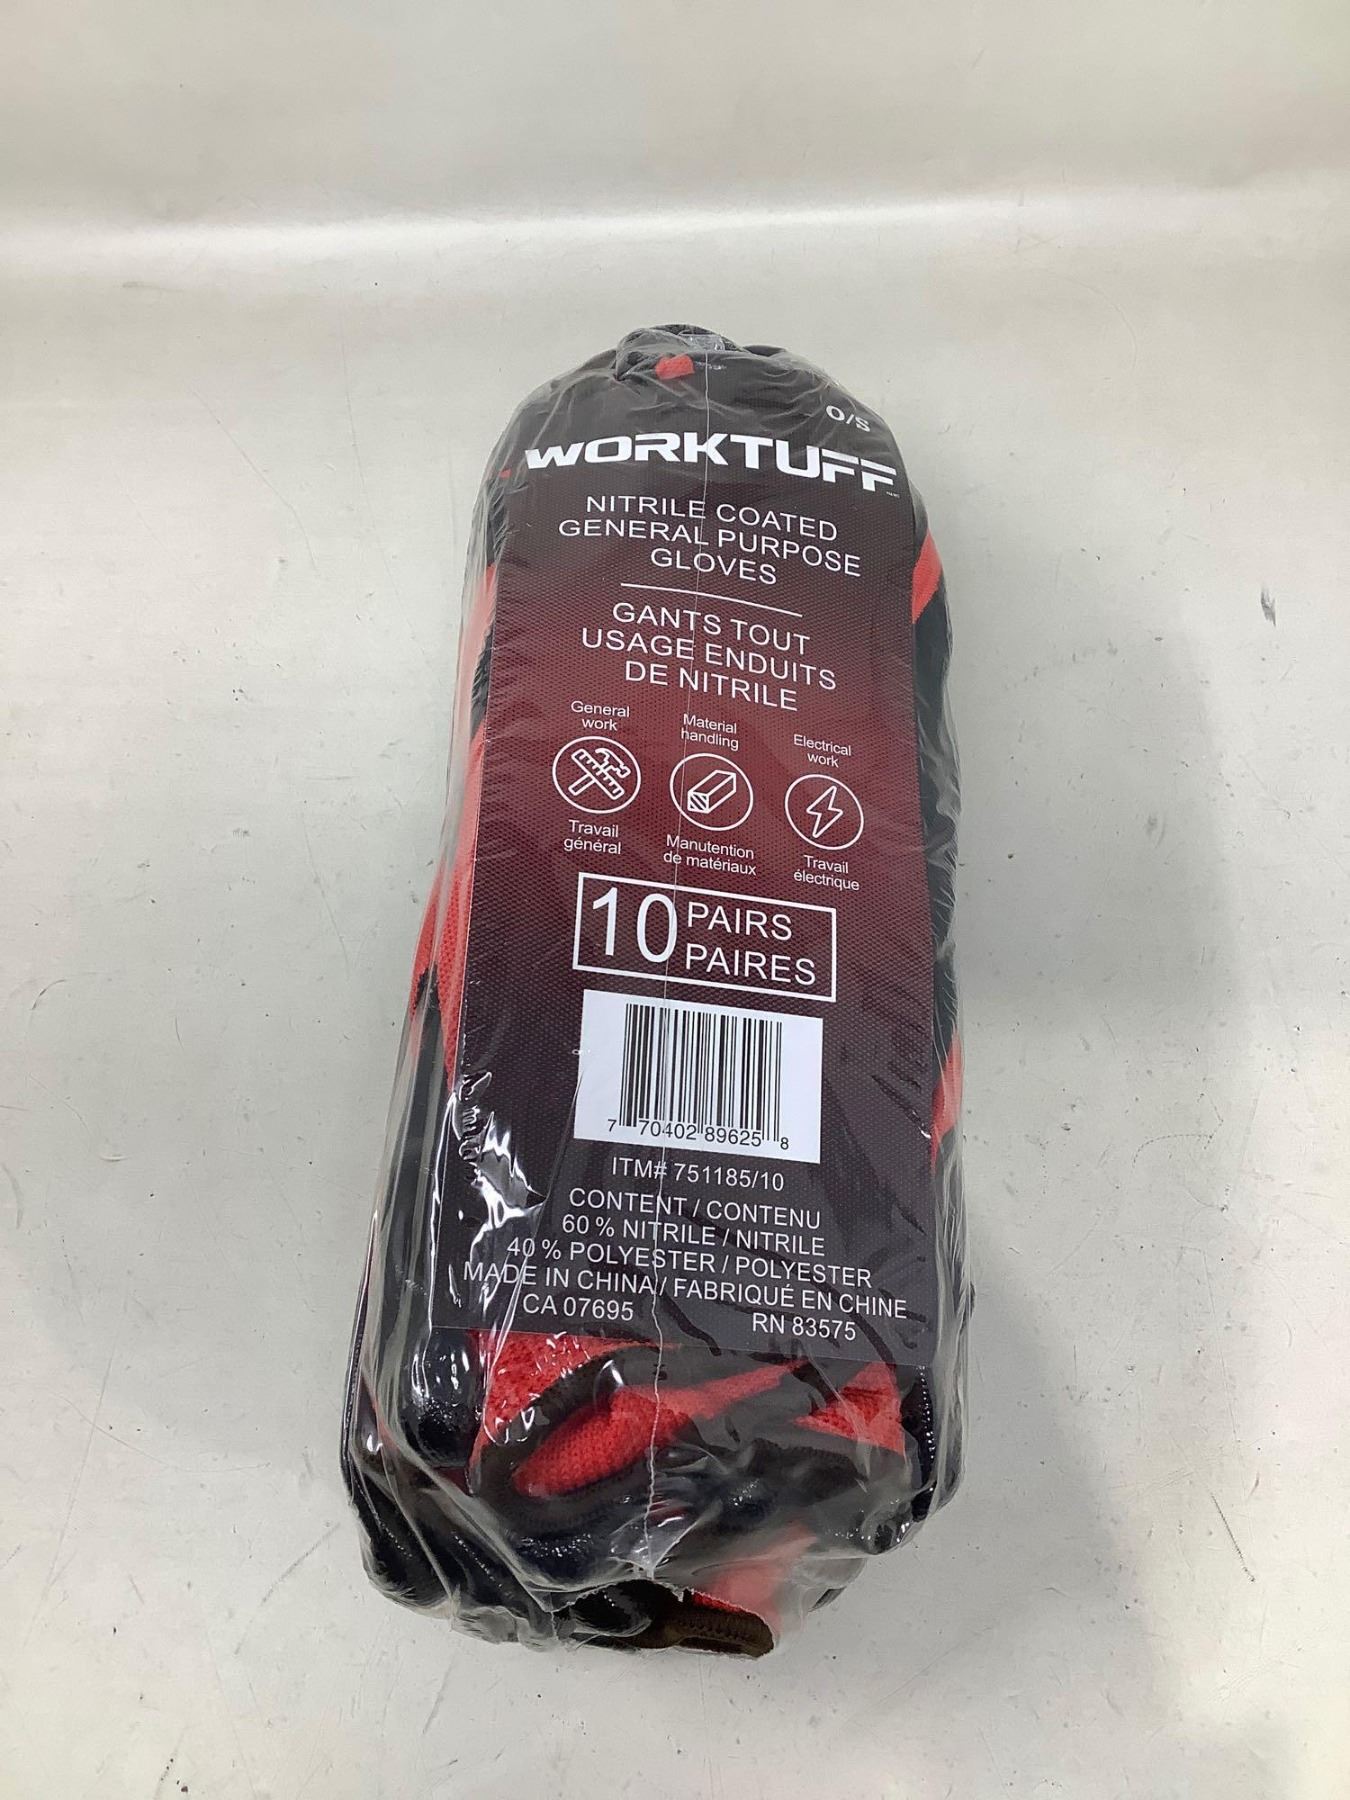 O/S
WORKTUFF
NITRILE COATED
GENERAL PURPOSE
GLOVES
GANTS TOUT
USAGE ENDUITS
DE NITRILE
General
work
Material
handling
Electrical
work
Travail
général
Manutention
de matériaux
Travail
électrique
10 PAIRS
PAIRES
7 70402 89625 8
ITM# 751185/10
CONTENT / CONTENU
60 % NITRILE / NITRILE
40 % POLYESTER / POLYESTER
MADE IN CHINA / FABRIQUÉ EN CHINE
CA 07695 RN 83575